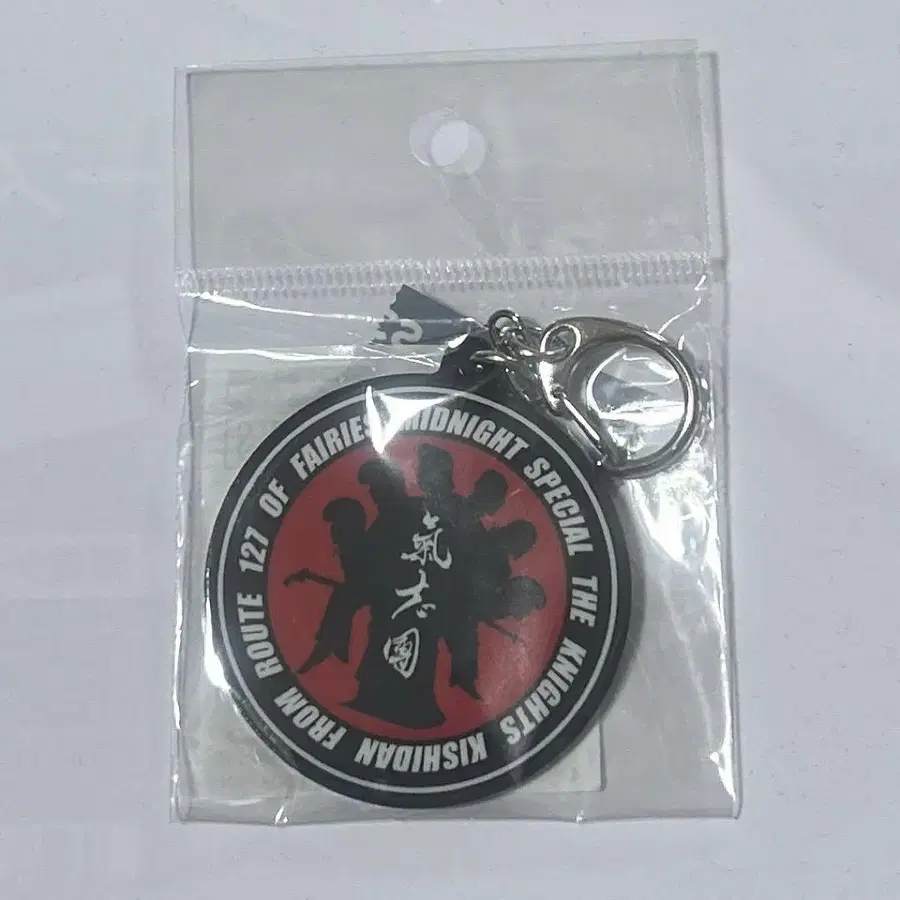 FROM ROUTE 127 OF FAIRIES MIDNIGHT SPECIAL THE KNIGHTS KISHIDAN
氣志團